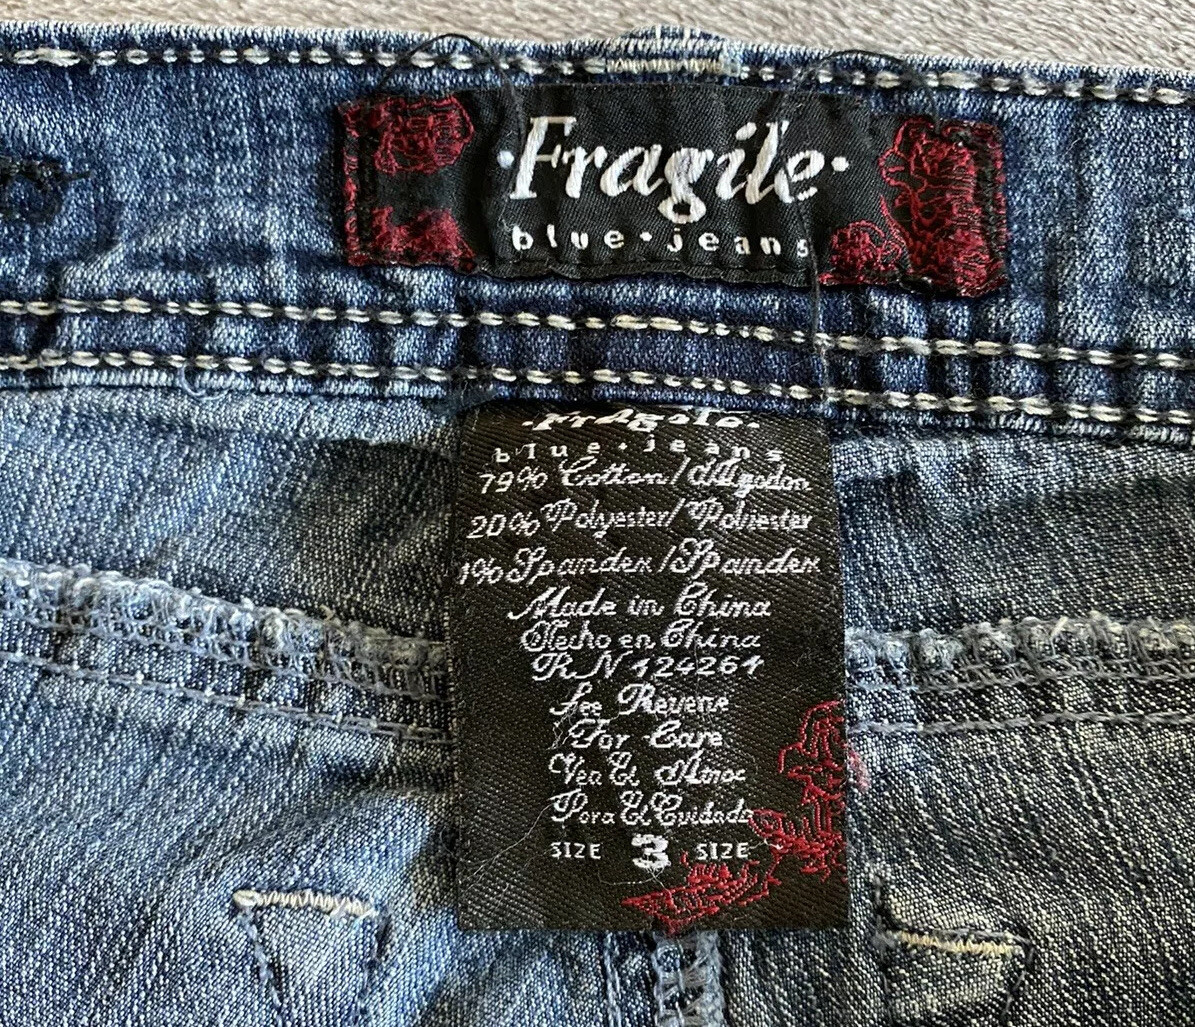 ·Fragile·
blue·jeans
·Fragile·
blue·jeans
79% Cotton/Algodon
20% Polyester/Poliester
1% Spandex/Spandex
Made in China
Hecho en China
RN 124261
See Reverse
For Care
Vea El Atras
Para El Cuidado
SIZE 3 SIZE